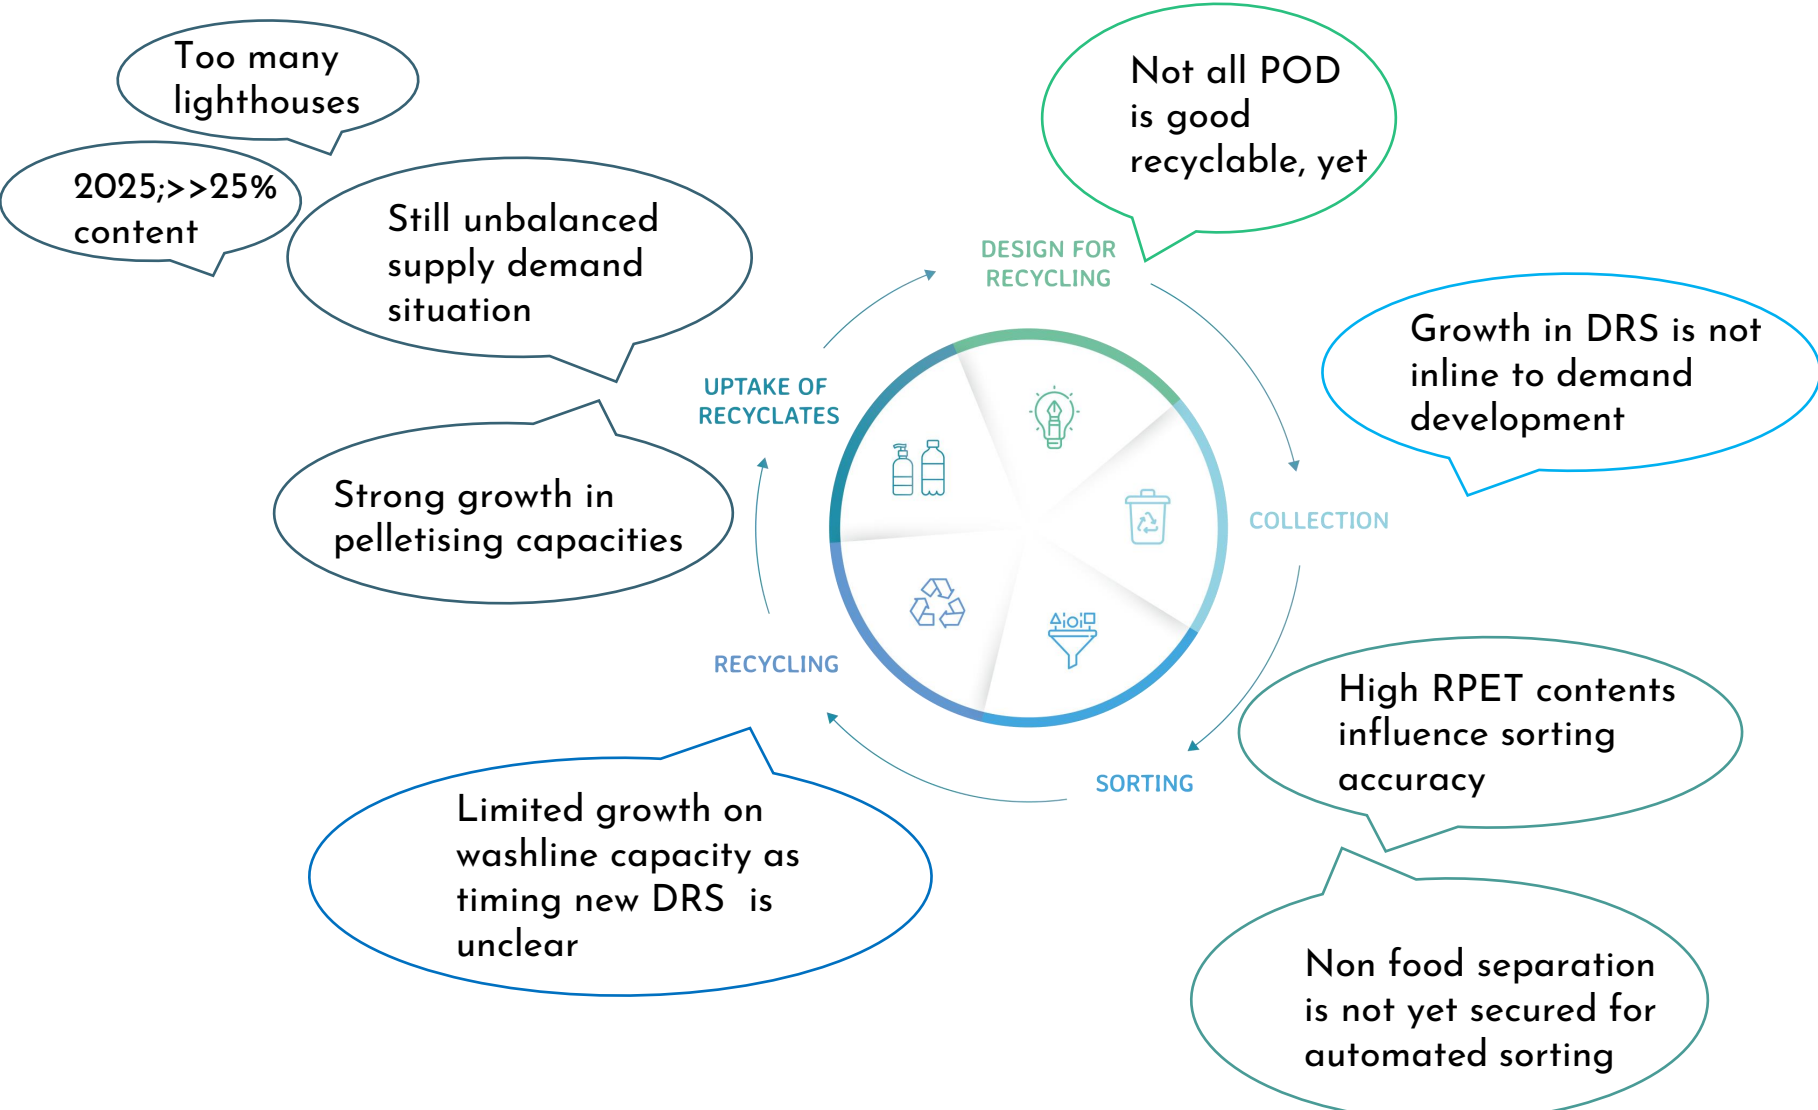 Too many
lighthouses
2025;>>25%
content
Still unbalanced
supply demand
situation
Not all POD
is good
recyclable, yet
DESIGN FOR
RECYCLING
Growth in DRS is not
inline to demand
development
UPTAKE OF
RECYCLATES
Strong growth in
pelletising capacities
COLLECTION
RECYCLING
High RPET contents
influence sorting
accuracy
SORTING
Limited growth on
washline capacity as
timing new DRS  is
unclear
Non food separation
is not yet secured for
automated sorting